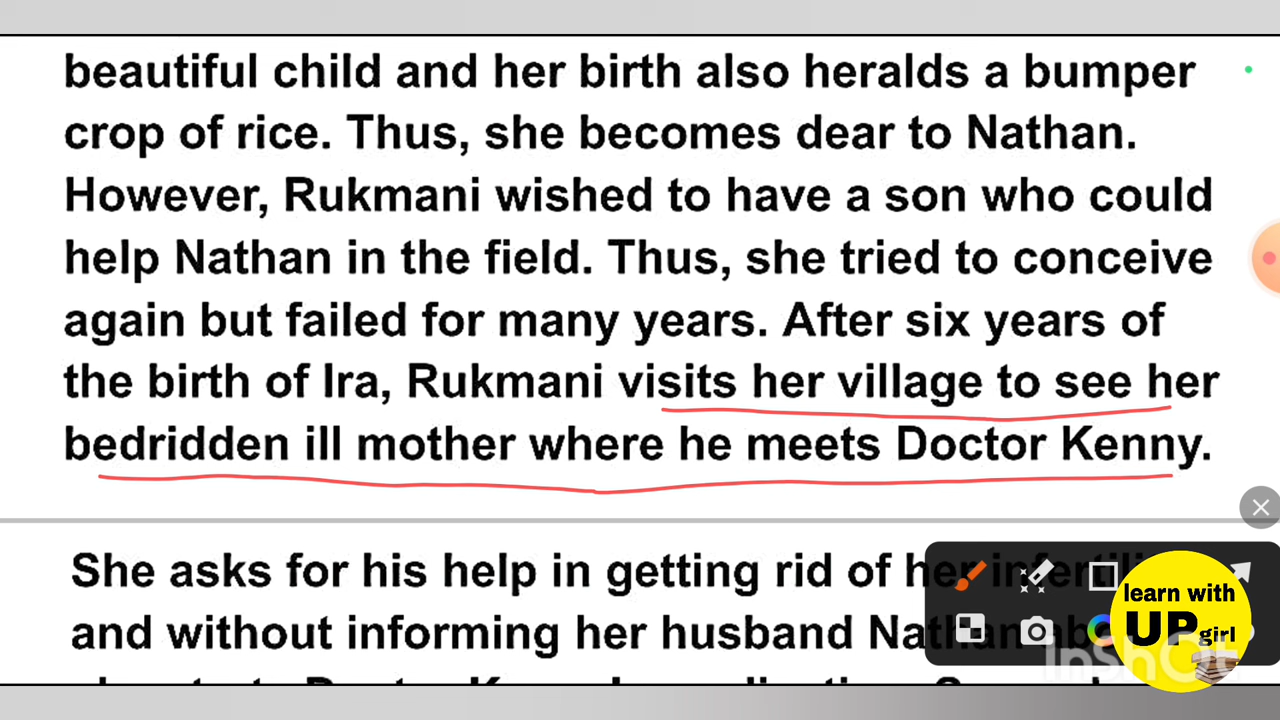 beautiful child and her birth also heralds a bumper
crop of rice. Thus, she becomes dear to Nathan.
However, Rukmani wished to have a son who could
help Nathan in the field. Thus, she tried to conceive
again but failed for many years. After six years of
the birth of Ira, Rukmani visits her village to see her
bedridden ill mother where he meets Doctor Kenny.
She asks for his help in getting rid of her
and without informing her husband
learn with
UP girl
InShOt